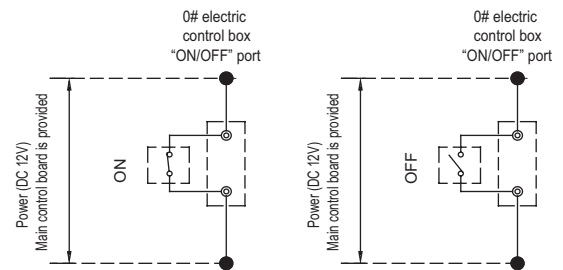 0# electric
control box
“ON/OFF” port
Power (DC 12V)
Main control board is provided
ON
0# electric
control box
“ON/OFF” port
Power (DC 12V)
Main control board is provided
OFF